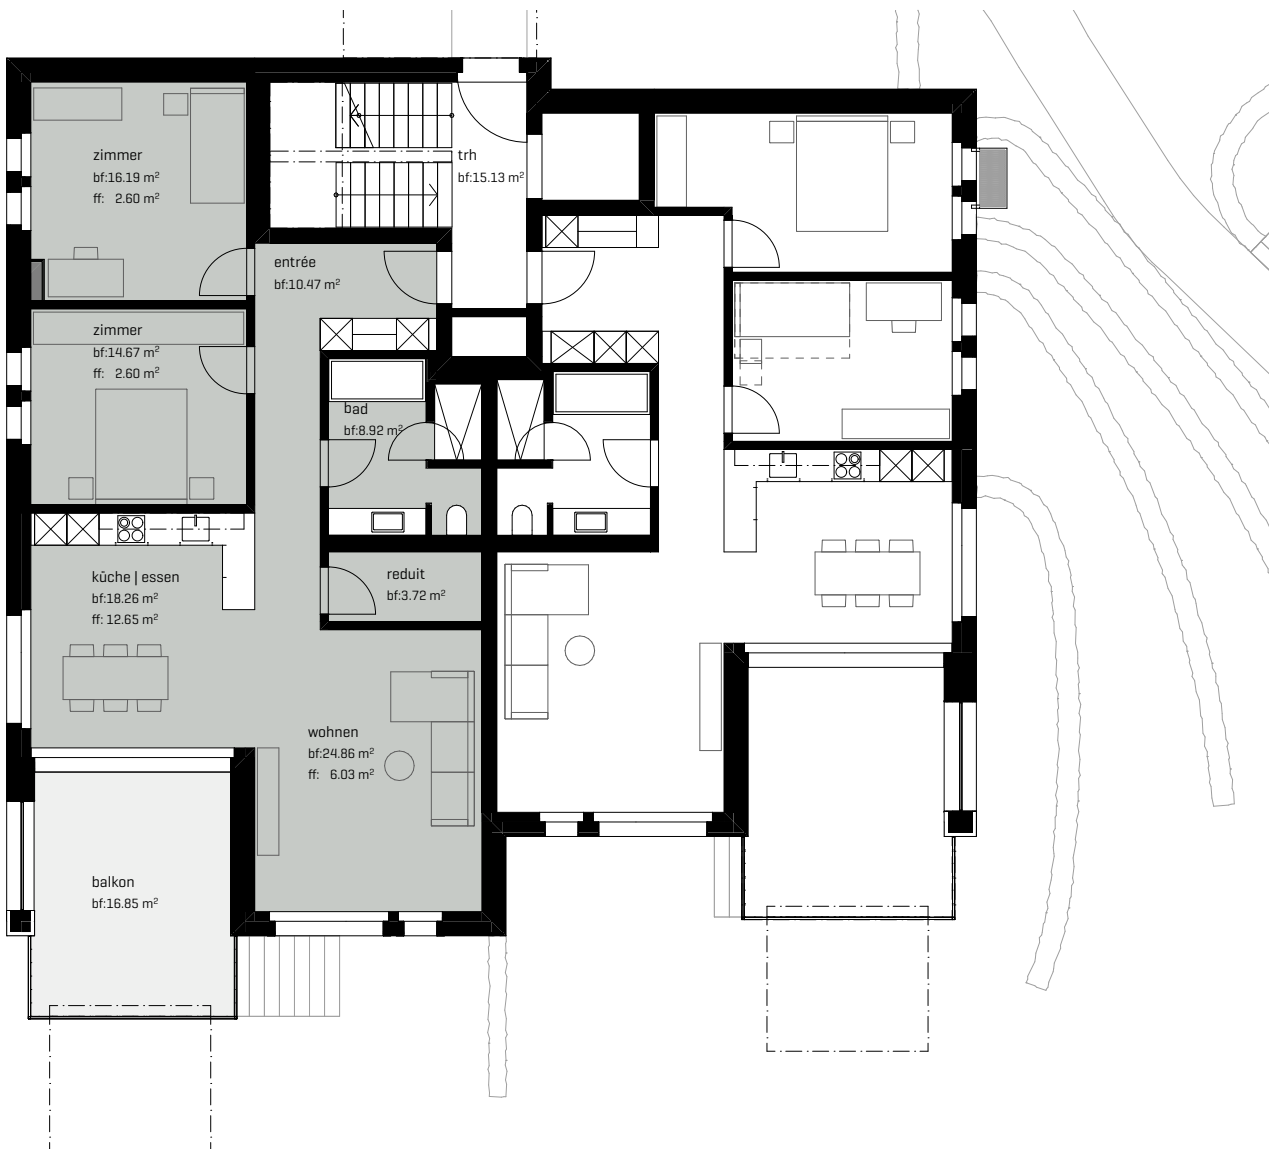 zimmer
bf:16.19 m²
ff: 2.60 m²
trh
bf:15.13 m²
entrée
bf:10.47 m²
zimmer
bf:14.67 m²
ff: 2.60 m²
bad
bf:8.92 m²
küche | essen
bf:18.26 m²
ff: 12.65 m²
reduit
bf:3.72 m²
wohnen
bf:24.86 m²
ff: 6.03 m²
balkon
bf:16.85 m²